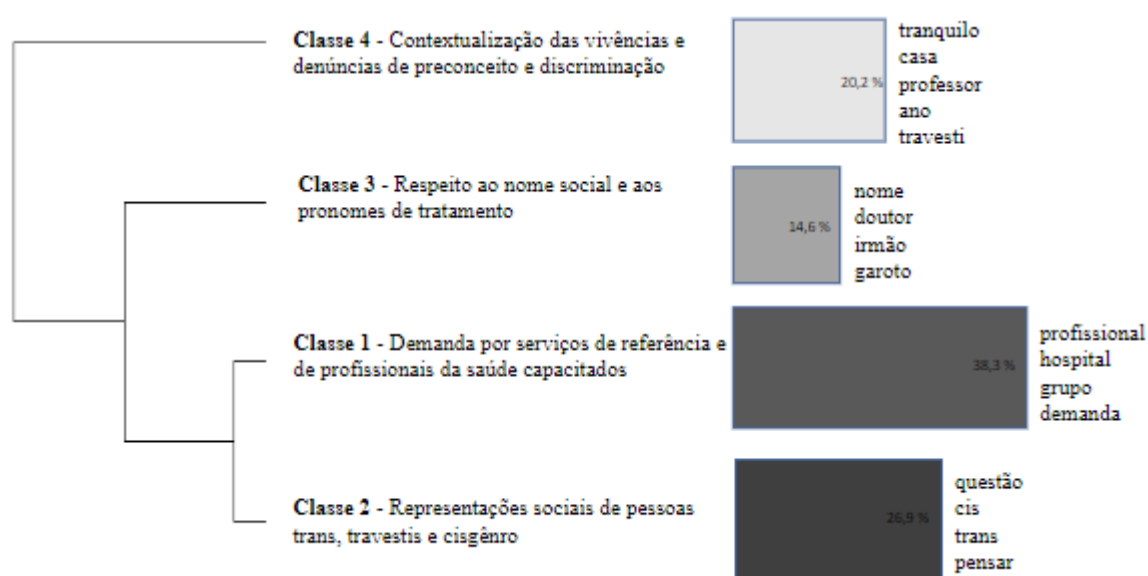 Classe 4 - Contextualização das vivências e
denúncias de preconceito e discriminação
20,2 %
tranquilo
casa
professor
ano
travesti
Classe 3 - Respeito ao nome social e aos
pronomes de tratamento
14,6 %
nome
doutor
irmão
garoto
Classe 1 - Demanda por serviços de referência e
de profissionais da saúde capacitados
38,3 %
profissional
hospital
grupo
demanda
Classe 2 - Representações sociais de pessoas
trans, travestis e cisgênro
26,9 %
questão
cis
trans
pensar